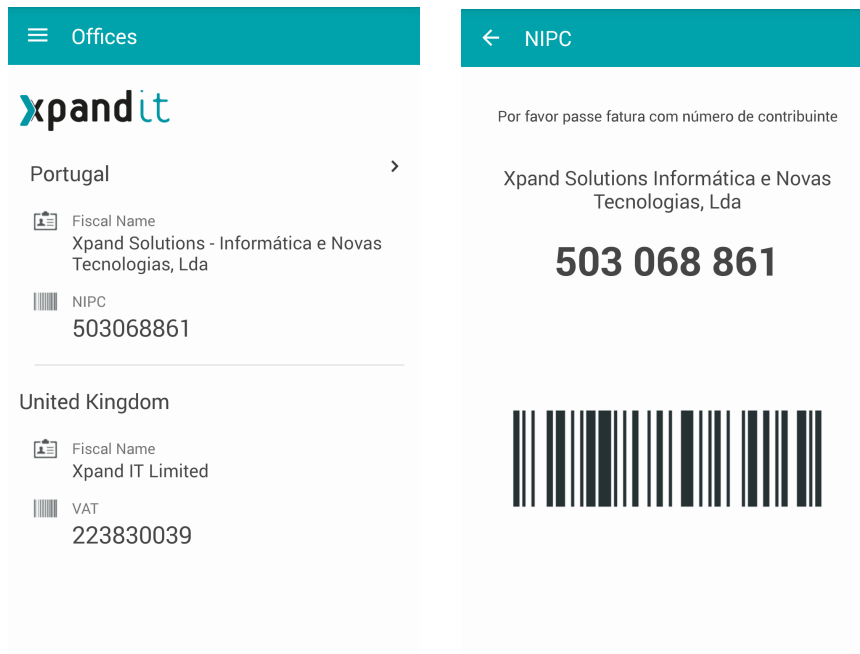 Offices
xpandit
Portugal
Fiscal Name
Xpand Solutions - Informática e Novas
Tecnologias, Lda
NIPC
503068861
United Kingdom
Fiscal Name
Xpand IT Limited
VAT
223830039
NIPC
Por favor passe fatura com número de contribuinte
Xpand Solutions Informática e Novas
Tecnologias, Lda
503 068 861